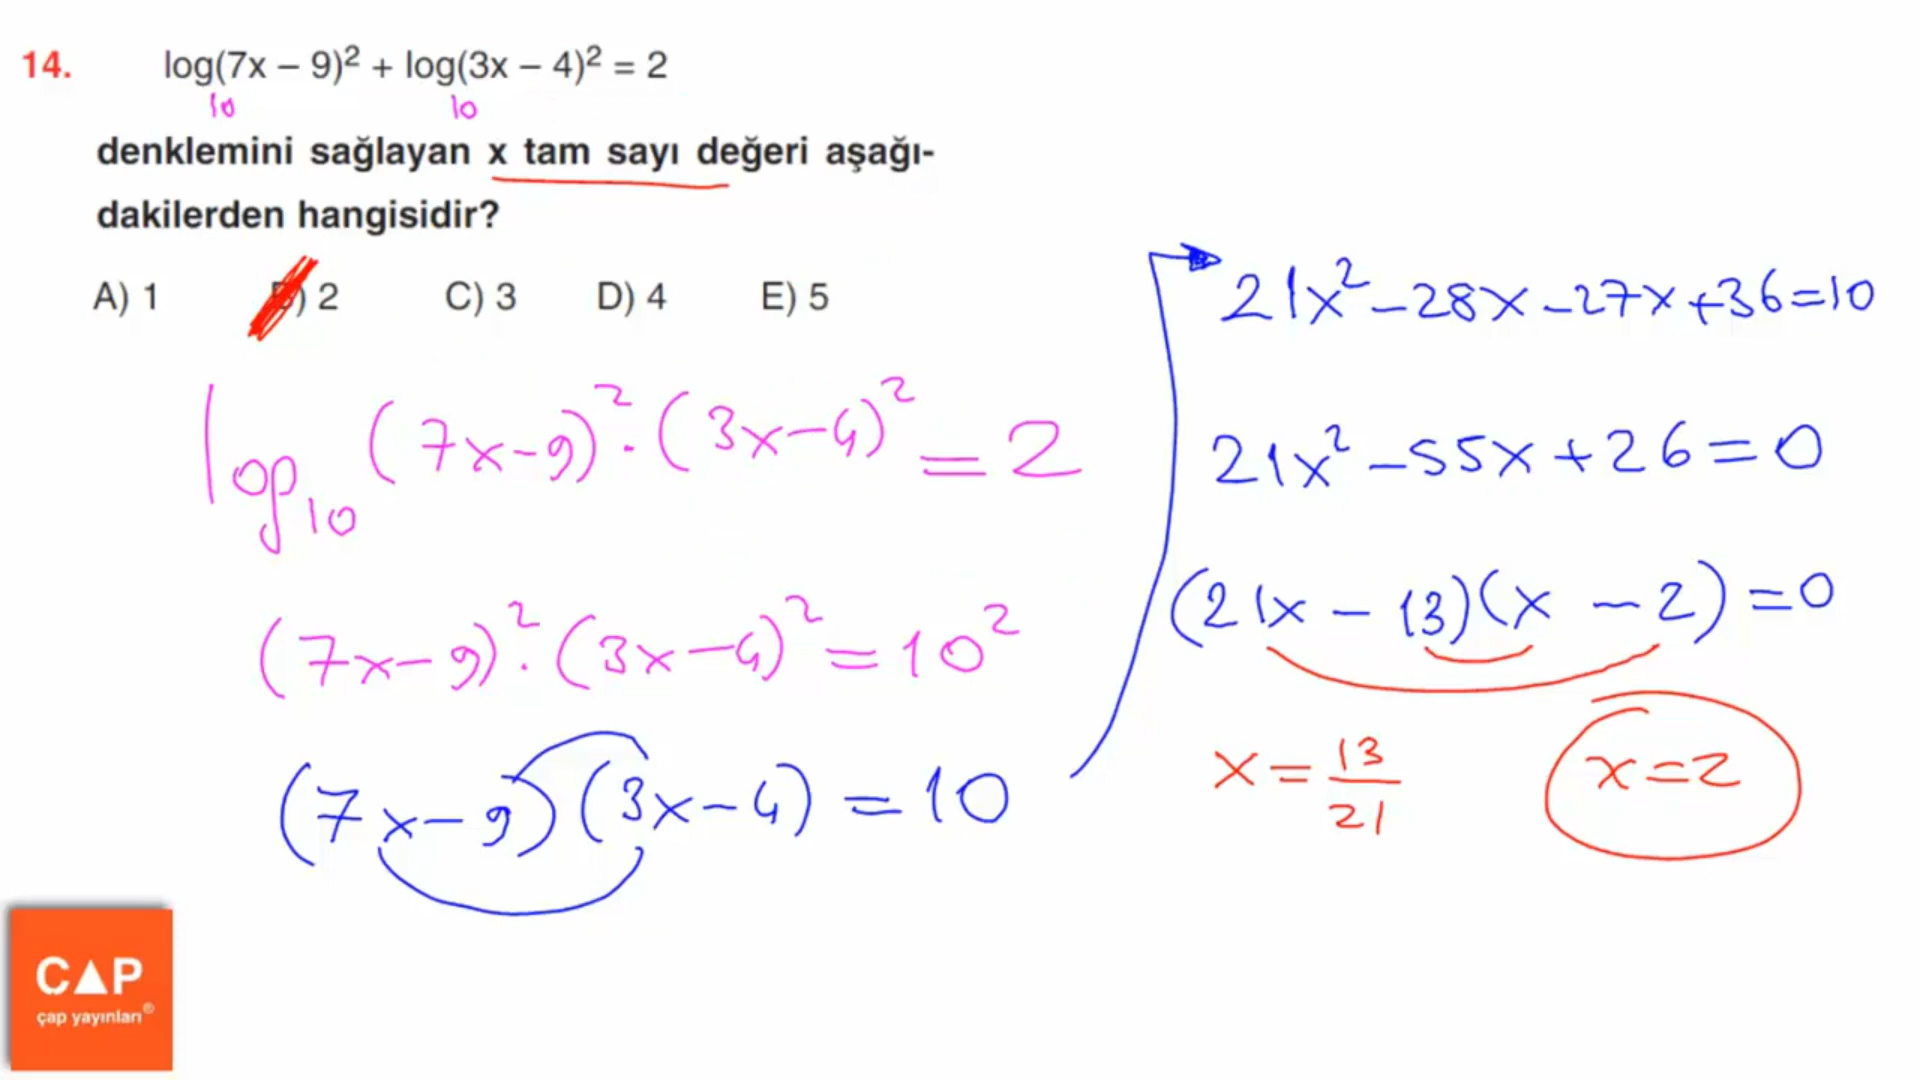 14. log(7x – 9)² + log(3x – 4)² = 2
10 10
denklemini sağlayan x tam sayı değeri aşağı-
dakilerden hangisidir?
A) 1 B) 2 C) 3 D) 4 E) 5
log₁₀ (7x-9)².(3x-4)² = 2
(7x-9)².(3x-4)² = 10²
(7x-9)(3x-4) = 10
21x²-28x-27x+36=10
21x²-55x+26=0
(21x-13)(x-2)=0
x=13/21 x=2
CAP
çap yayınları®